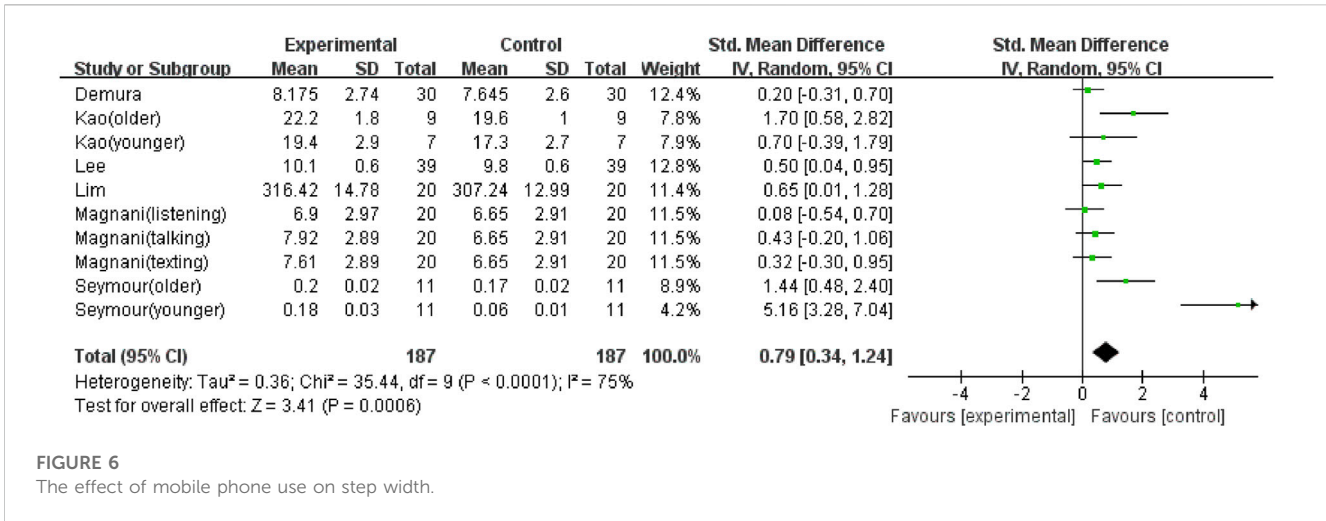 Experimental Control Std. Mean Difference Std. Mean Difference
Study or Subgroup Mean SD Total Mean SD Total Weight IV, Random, 95% CI IV, Random, 95% CI
Demura 8.175 2.74 30 7.645 2.6 30 12.4% 0.20 [-0.31, 0.70]
Kao(older) 22.2 1.8 9 19.6 1 9 7.8% 1.70 [0.58, 2.82]
Kao(younger) 19.4 2.9 7 17.3 2.7 7 7.9% 0.70 [-0.39, 1.79]
Lee 10.1 0.6 39 9.8 0.6 39 12.8% 0.50 [0.04, 0.95]
Lim 316.42 14.78 20 307.24 12.99 20 11.4% 0.65 [0.01, 1.28]
Magnani(listening) 6.9 2.97 20 6.65 2.91 20 11.5% 0.08 [-0.54, 0.70]
Magnani(talking) 7.92 2.89 20 6.65 2.91 20 11.5% 0.43 [-0.20, 1.06]
Magnani(texting) 7.61 2.89 20 6.65 2.91 20 11.5% 0.32 [-0.30, 0.95]
Seymour(older) 0.2 0.02 11 0.17 0.02 11 8.9% 1.44 [0.48, 2.40]
Seymour(younger) 0.18 0.03 11 0.06 0.01 11 4.2% 5.16 [3.28, 7.04]
Total (95% CI) 187 187 100.0% 0.79 [0.34, 1.24]
Heterogeneity: Tau² = 0.36; Chi² = 35.44, df = 9 (P < 0.0001); I² = 75%
Test for overall effect: Z = 3.41 (P = 0.0006)
-4 -2 0 2 4
Favours [experimental] Favours [control]
FIGURE 6
The effect of mobile phone use on step width.